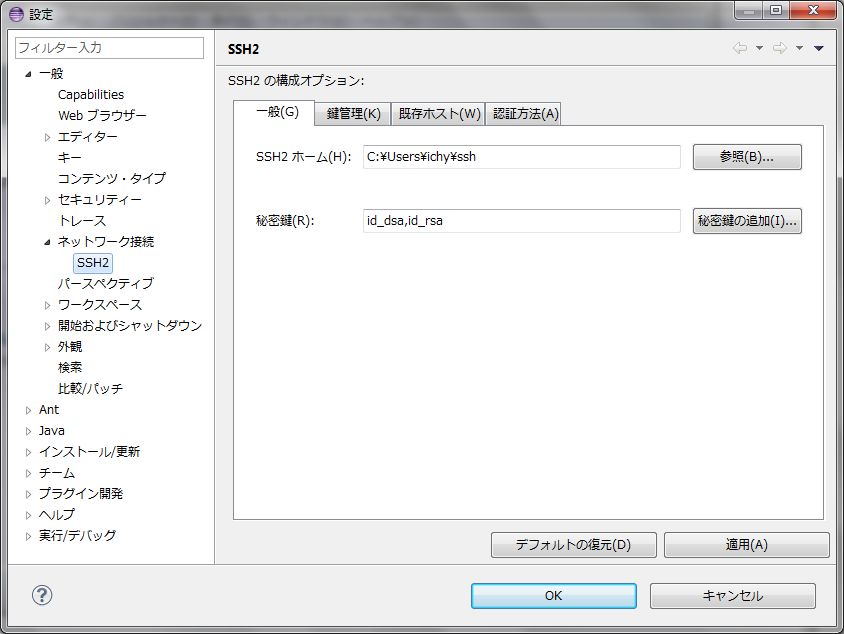 設定
フィルター入力
一般
Capabilities
Web ブラウザー
エディター
キー
コンテンツ・タイプ
セキュリティー
トレース
ネットワーク接続
SSH2
パースペクティブ
ワークスペース
開始およびシャットダウン
外観
検索
比較/パッチ
Ant
Java
インストール/更新
チーム
プラグイン開発
ヘルプ
実行/デバッグ
SSH2
SSH2 の構成オプション:
一般(G) 鍵管理(K) 既存ホスト(W) 認証方法(A)
SSH2 ホーム(H): C:¥Users¥ichy¥ssh 参照(B)...
秘密鍵(R): id_dsa,id_rsa 秘密鍵の追加(I)...
デフォルトの復元(D) 適用(A)
? OK キャンセル